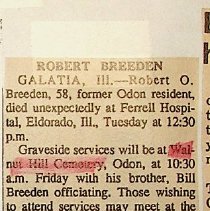 ROBERT BREEDEN
GALATIA, Ill.—Robert O.
Breeden, 58, former Odon resident,
died unexpectedly at Ferrell Hospi-
tal, Eldorado, Ill., Tuesday at 12:30
p.m.
Graveside services will be at Wal-
nut Hill Cemetery, Odon, at 10:30
a.m. Friday with his brother, Bill
Breeden officiating. Those wishing
to attend services may meet at the